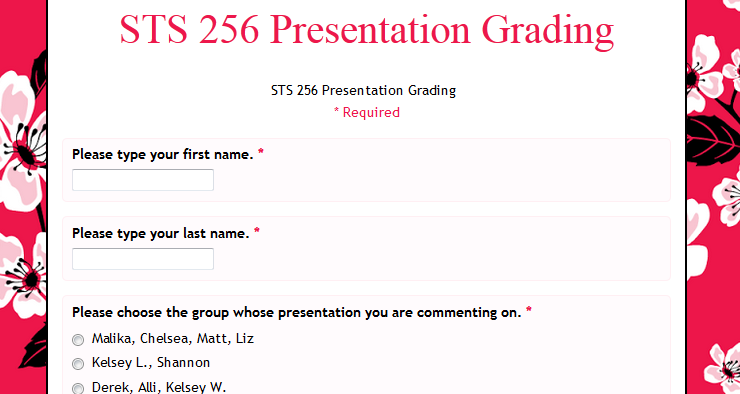 STS 256 Presentation Grading
STS 256 Presentation Grading
* Required
Please type your first name. *
Please type your last name. *
Please choose the group whose presentation you are commenting on. *
Malika, Chelsea, Matt, Liz
Kelsey L., Shannon
Derek, Alli, Kelsey W.